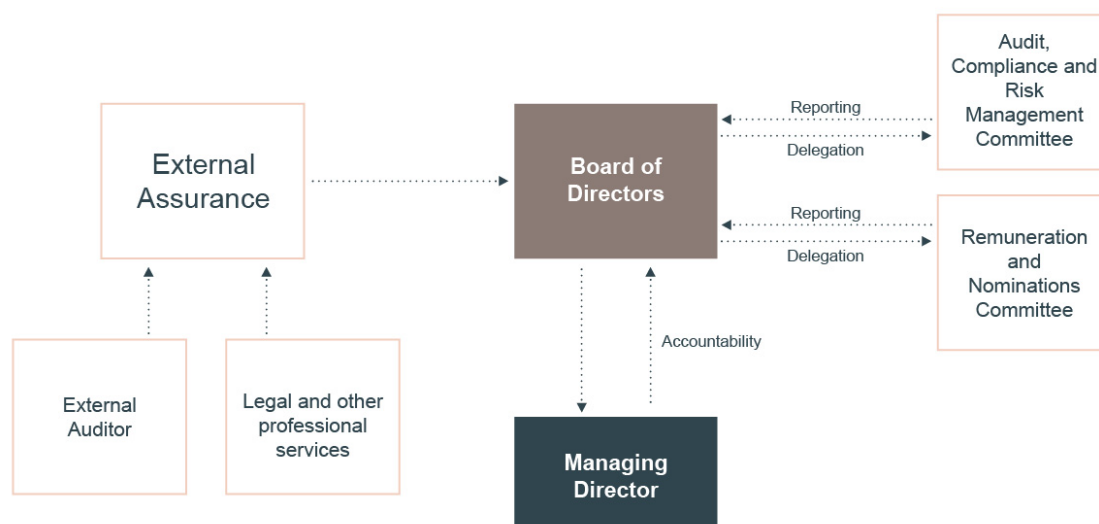 External
Assurance
External
Auditor
Legal and other
professional
services
Board of
Directors
Accountability
Managing
Director
Reporting
Delegation
Audit,
Compliance and
Risk
Management
Committee
Reporting
Delegation
Remuneration
and
Nominations
Committee